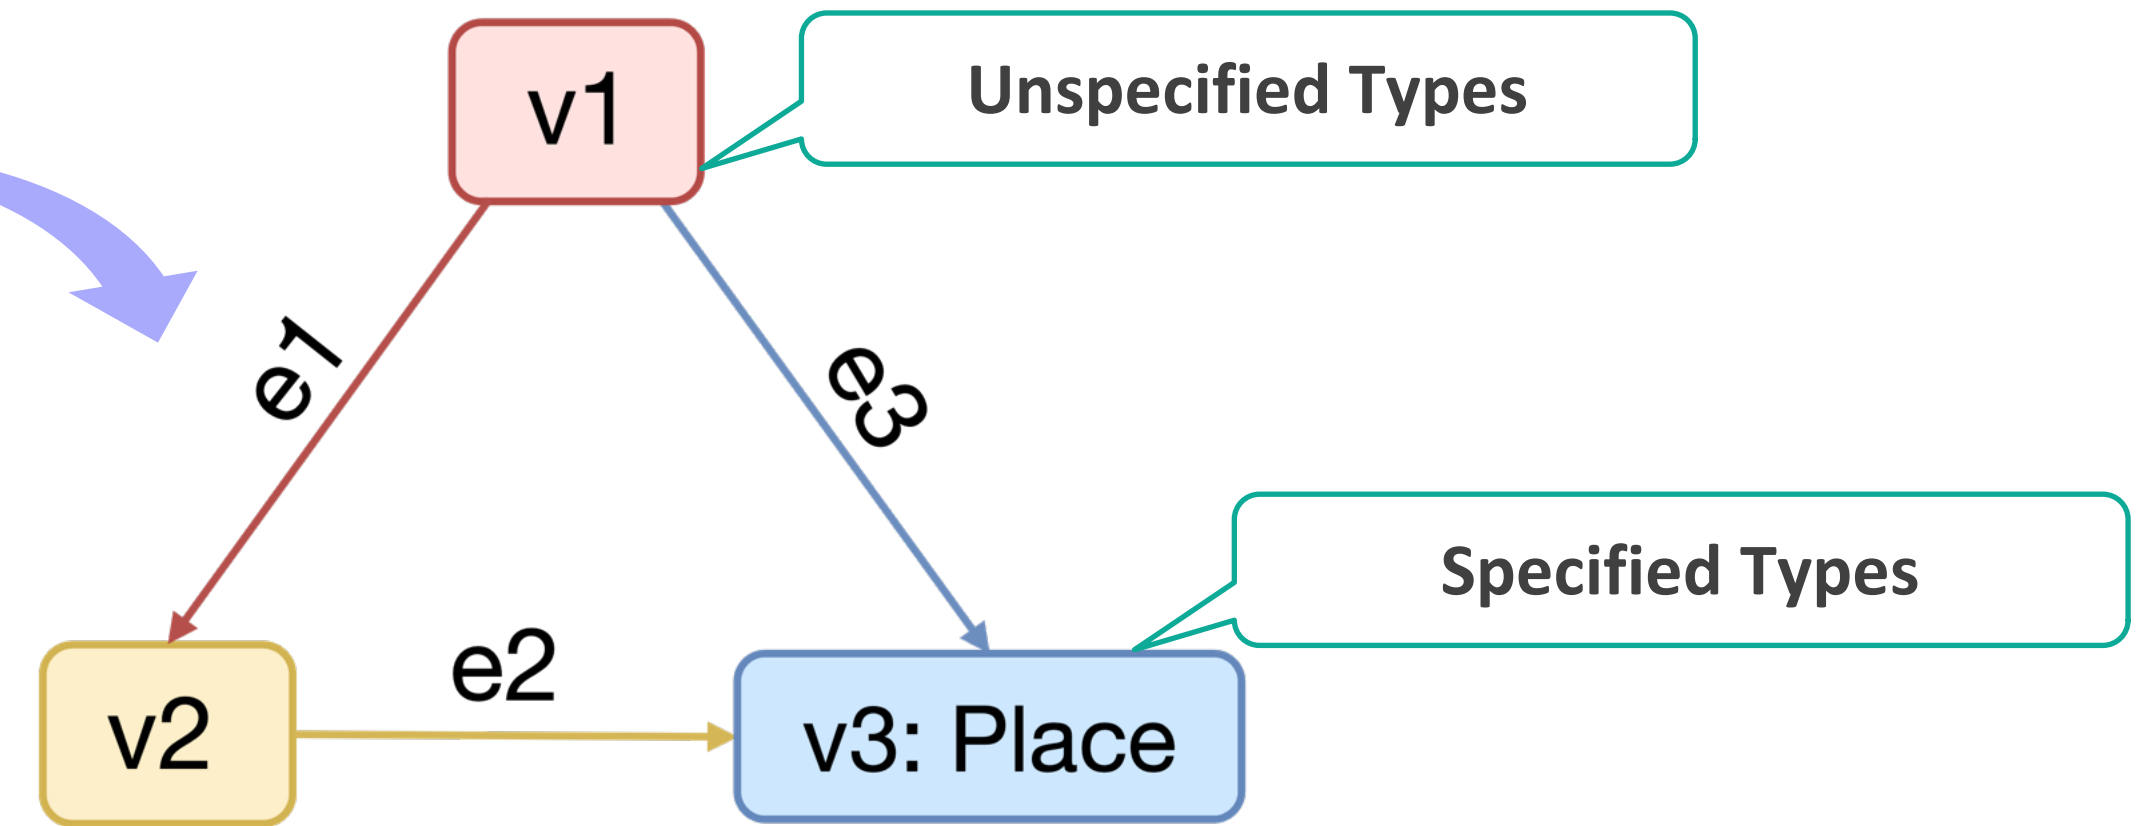 v1
Unspecified Types
e1
e3
Specified Types
e2
v2
v3: Place